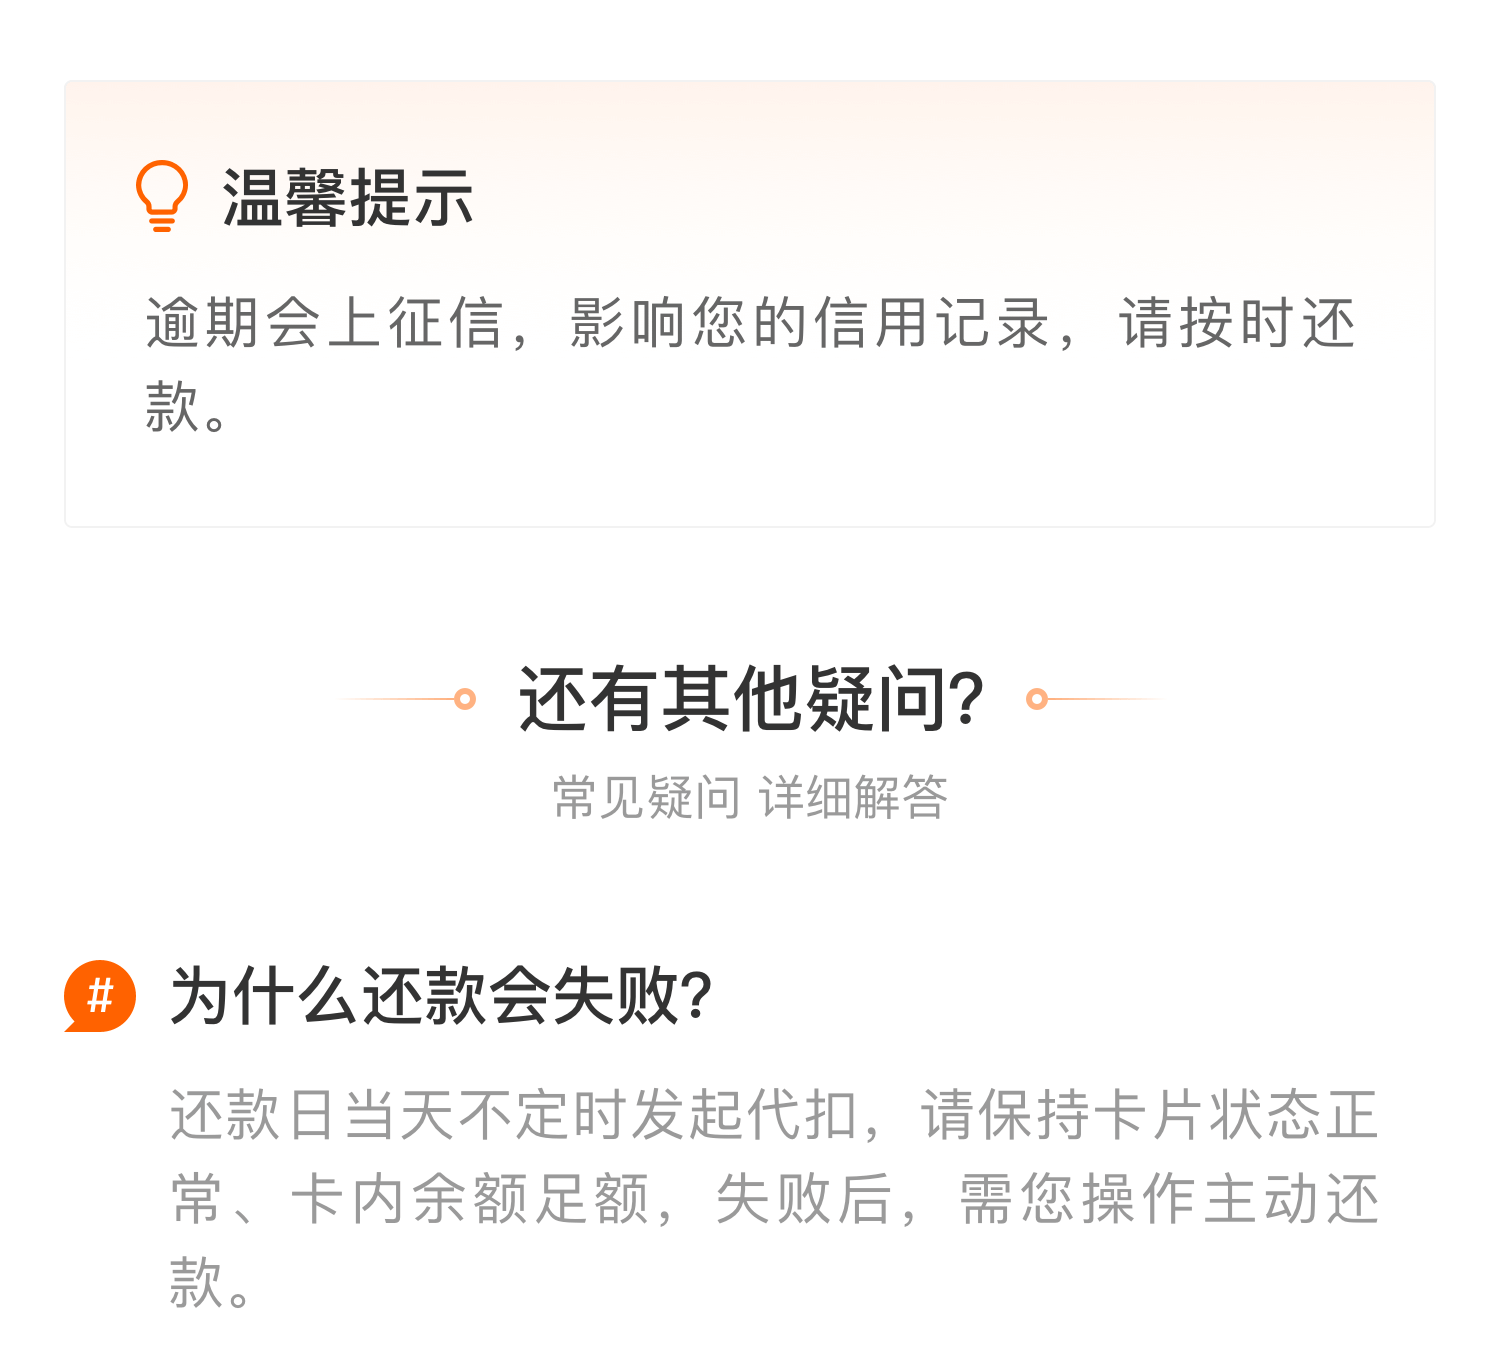 温馨提示
逾期会上征信，影响您的信用记录，请按时还
款。
还有其他疑问?
常见疑问 详细解答
# 为什么还款会失败?
还款日当天不定时发起代扣，请保持卡片状态正
常、卡内余额足额，失败后，需您操作主动还
款。